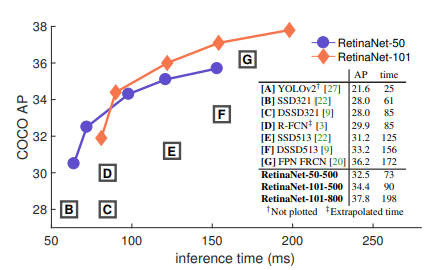 38
36
34
32
30
28
COCO AP
50
100
150
200
250
inference time (ms)
RetinaNet-50
RetinaNet-101
B
C
D
E
F
G
AP time
[A] YOLOv2† [27] 21.6 25
[B] SSD321 [22] 28.0 61
[C] DSSD321 [9] 28.0 85
[D] R-FCN‡ [3] 29.9 85
[E] SSD513 [22] 31.2 125
[F] DSSD513 [9] 33.2 156
[G] FPN FRCN [20] 36.2 172
RetinaNet-50-500 32.5 73
RetinaNet-101-500 34.4 90
RetinaNet-101-800 37.8 198
†Not plotted ‡Extrapolated time